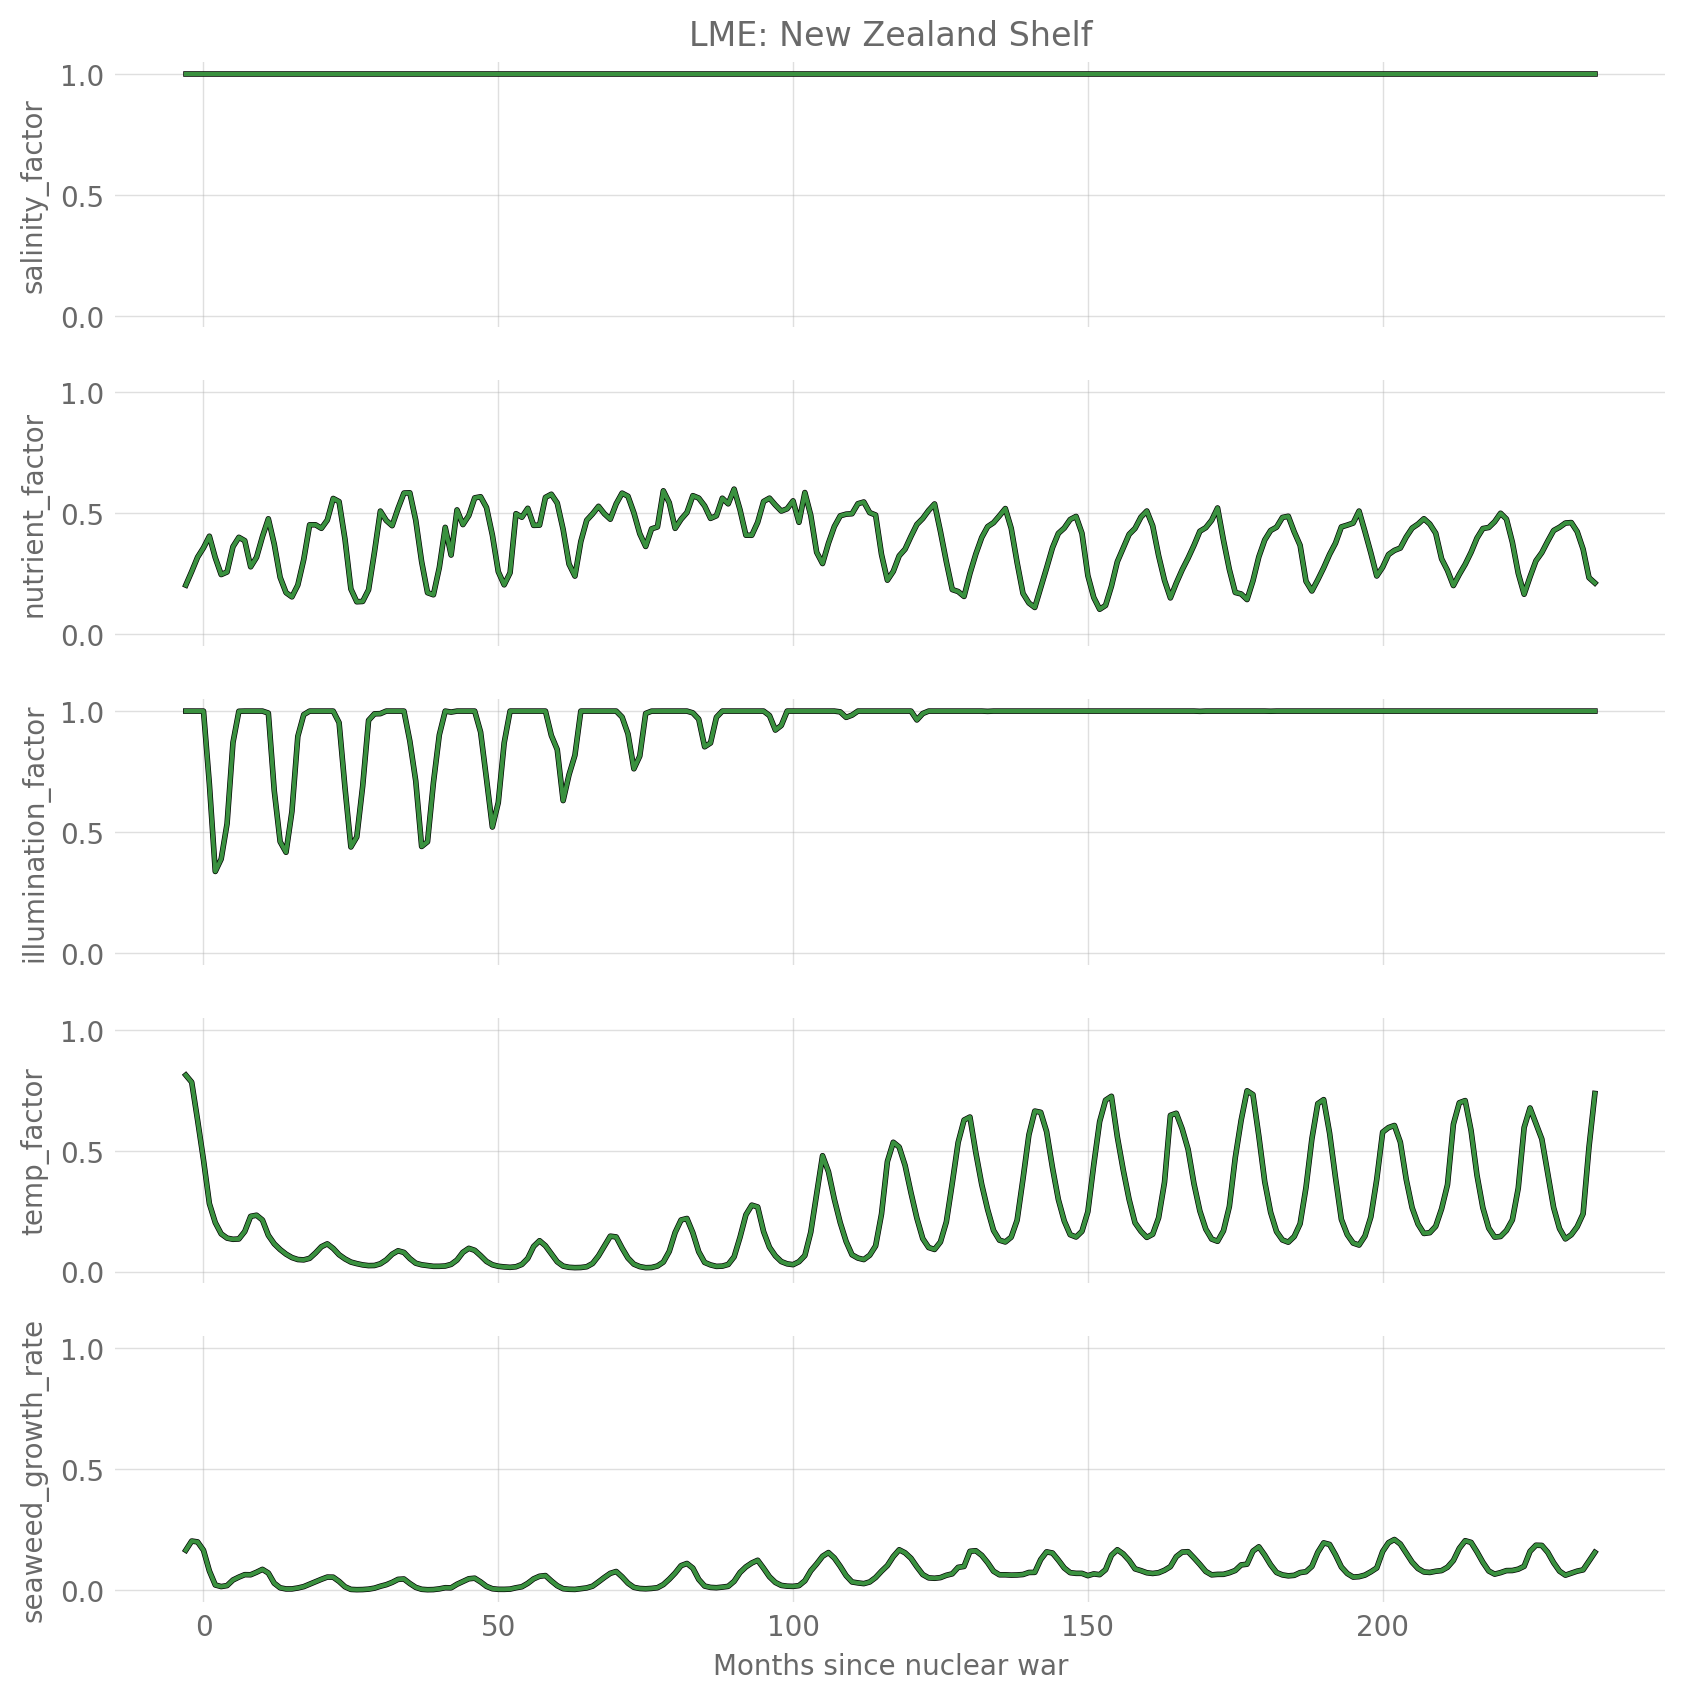 LME: New Zealand Shelf
1.0
0.5
0.0
salinity_factor
1.0
0.5
0.0
nutrient_factor
1.0
0.5
0.0
illumination_factor
1.0
0.5
0.0
temp_factor
1.0
0.5
0.0
seaweed_growth_rate
0 50 100 150 200
Months since nuclear war